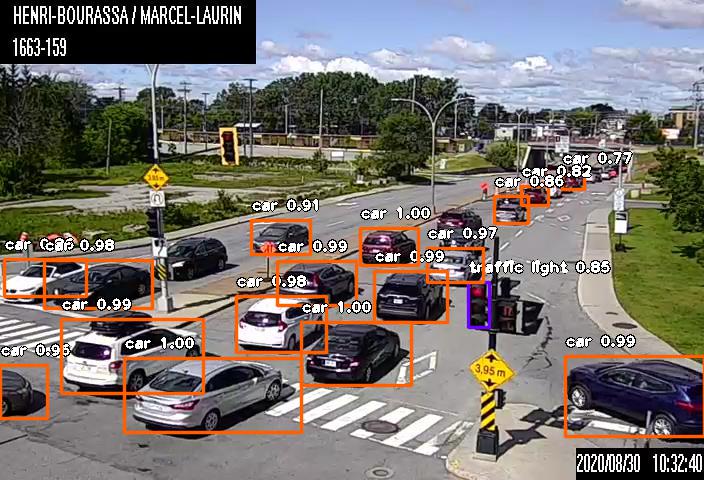 HENRI-BOURASSA / MARCEL-LAURIN
1663-159
car 0.77
car 0.82
car 0.86
3,95 m
car 0.91
car 1.00
car 0.97
car 0.98
car 0.99
car 0.99
traffic light 0.85
car 0.98
car 0.99
car 1.00
car 0.96
car 1.00
car 0.99
3,95 m
2020/08/30 10:32:40